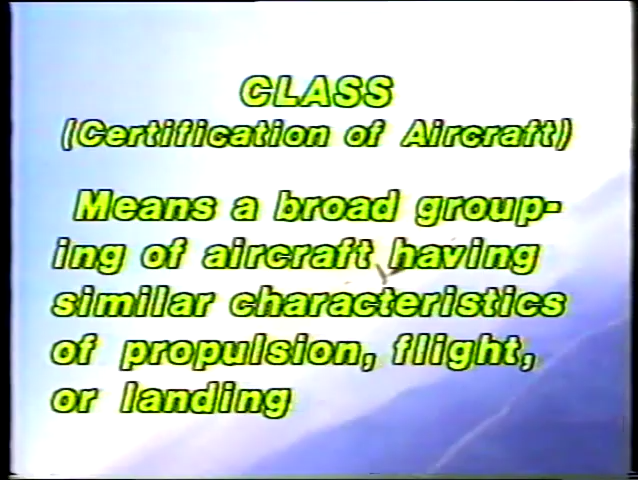 CLASS
(Certification of Aircraft)
Means a broad group-
ing of aircraft having
similar characteristics
of propulsion, flight,
or landing